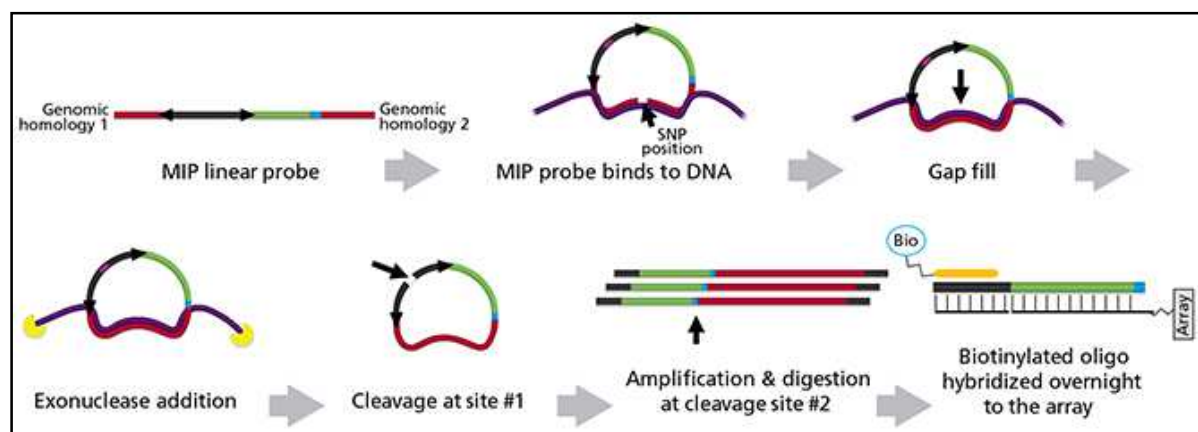 Genomic
homology 1
Genomic
homology 2
MIP linear probe
SNP
position
MIP probe binds to DNA
Gap fill
Exonuclease addition
Cleavage at site #1
Amplification & digestion
at cleavage site #2
Bio
Array
Biotinylated oligo
hybridized overnight
to the array